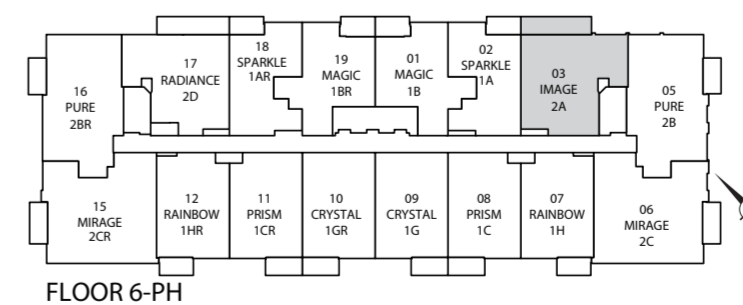 16
PURE
2BR
17
RADIANCE
2D
18
SPARKLE
1AR
19
MAGIC
1BR
01
MAGIC
1B
02
SPARKLE
1A
03
IMAGE
2A
05
PURE
2B
15
MIRAGE
2CR
12
RAINBOW
1HR
11
PRISM
1CR
10
CRYSTAL
1GR
09
CRYSTAL
1G
08
PRISM
1C
07
RAINBOW
1H
06
MIRAGE
2C
FLOOR 6-PH